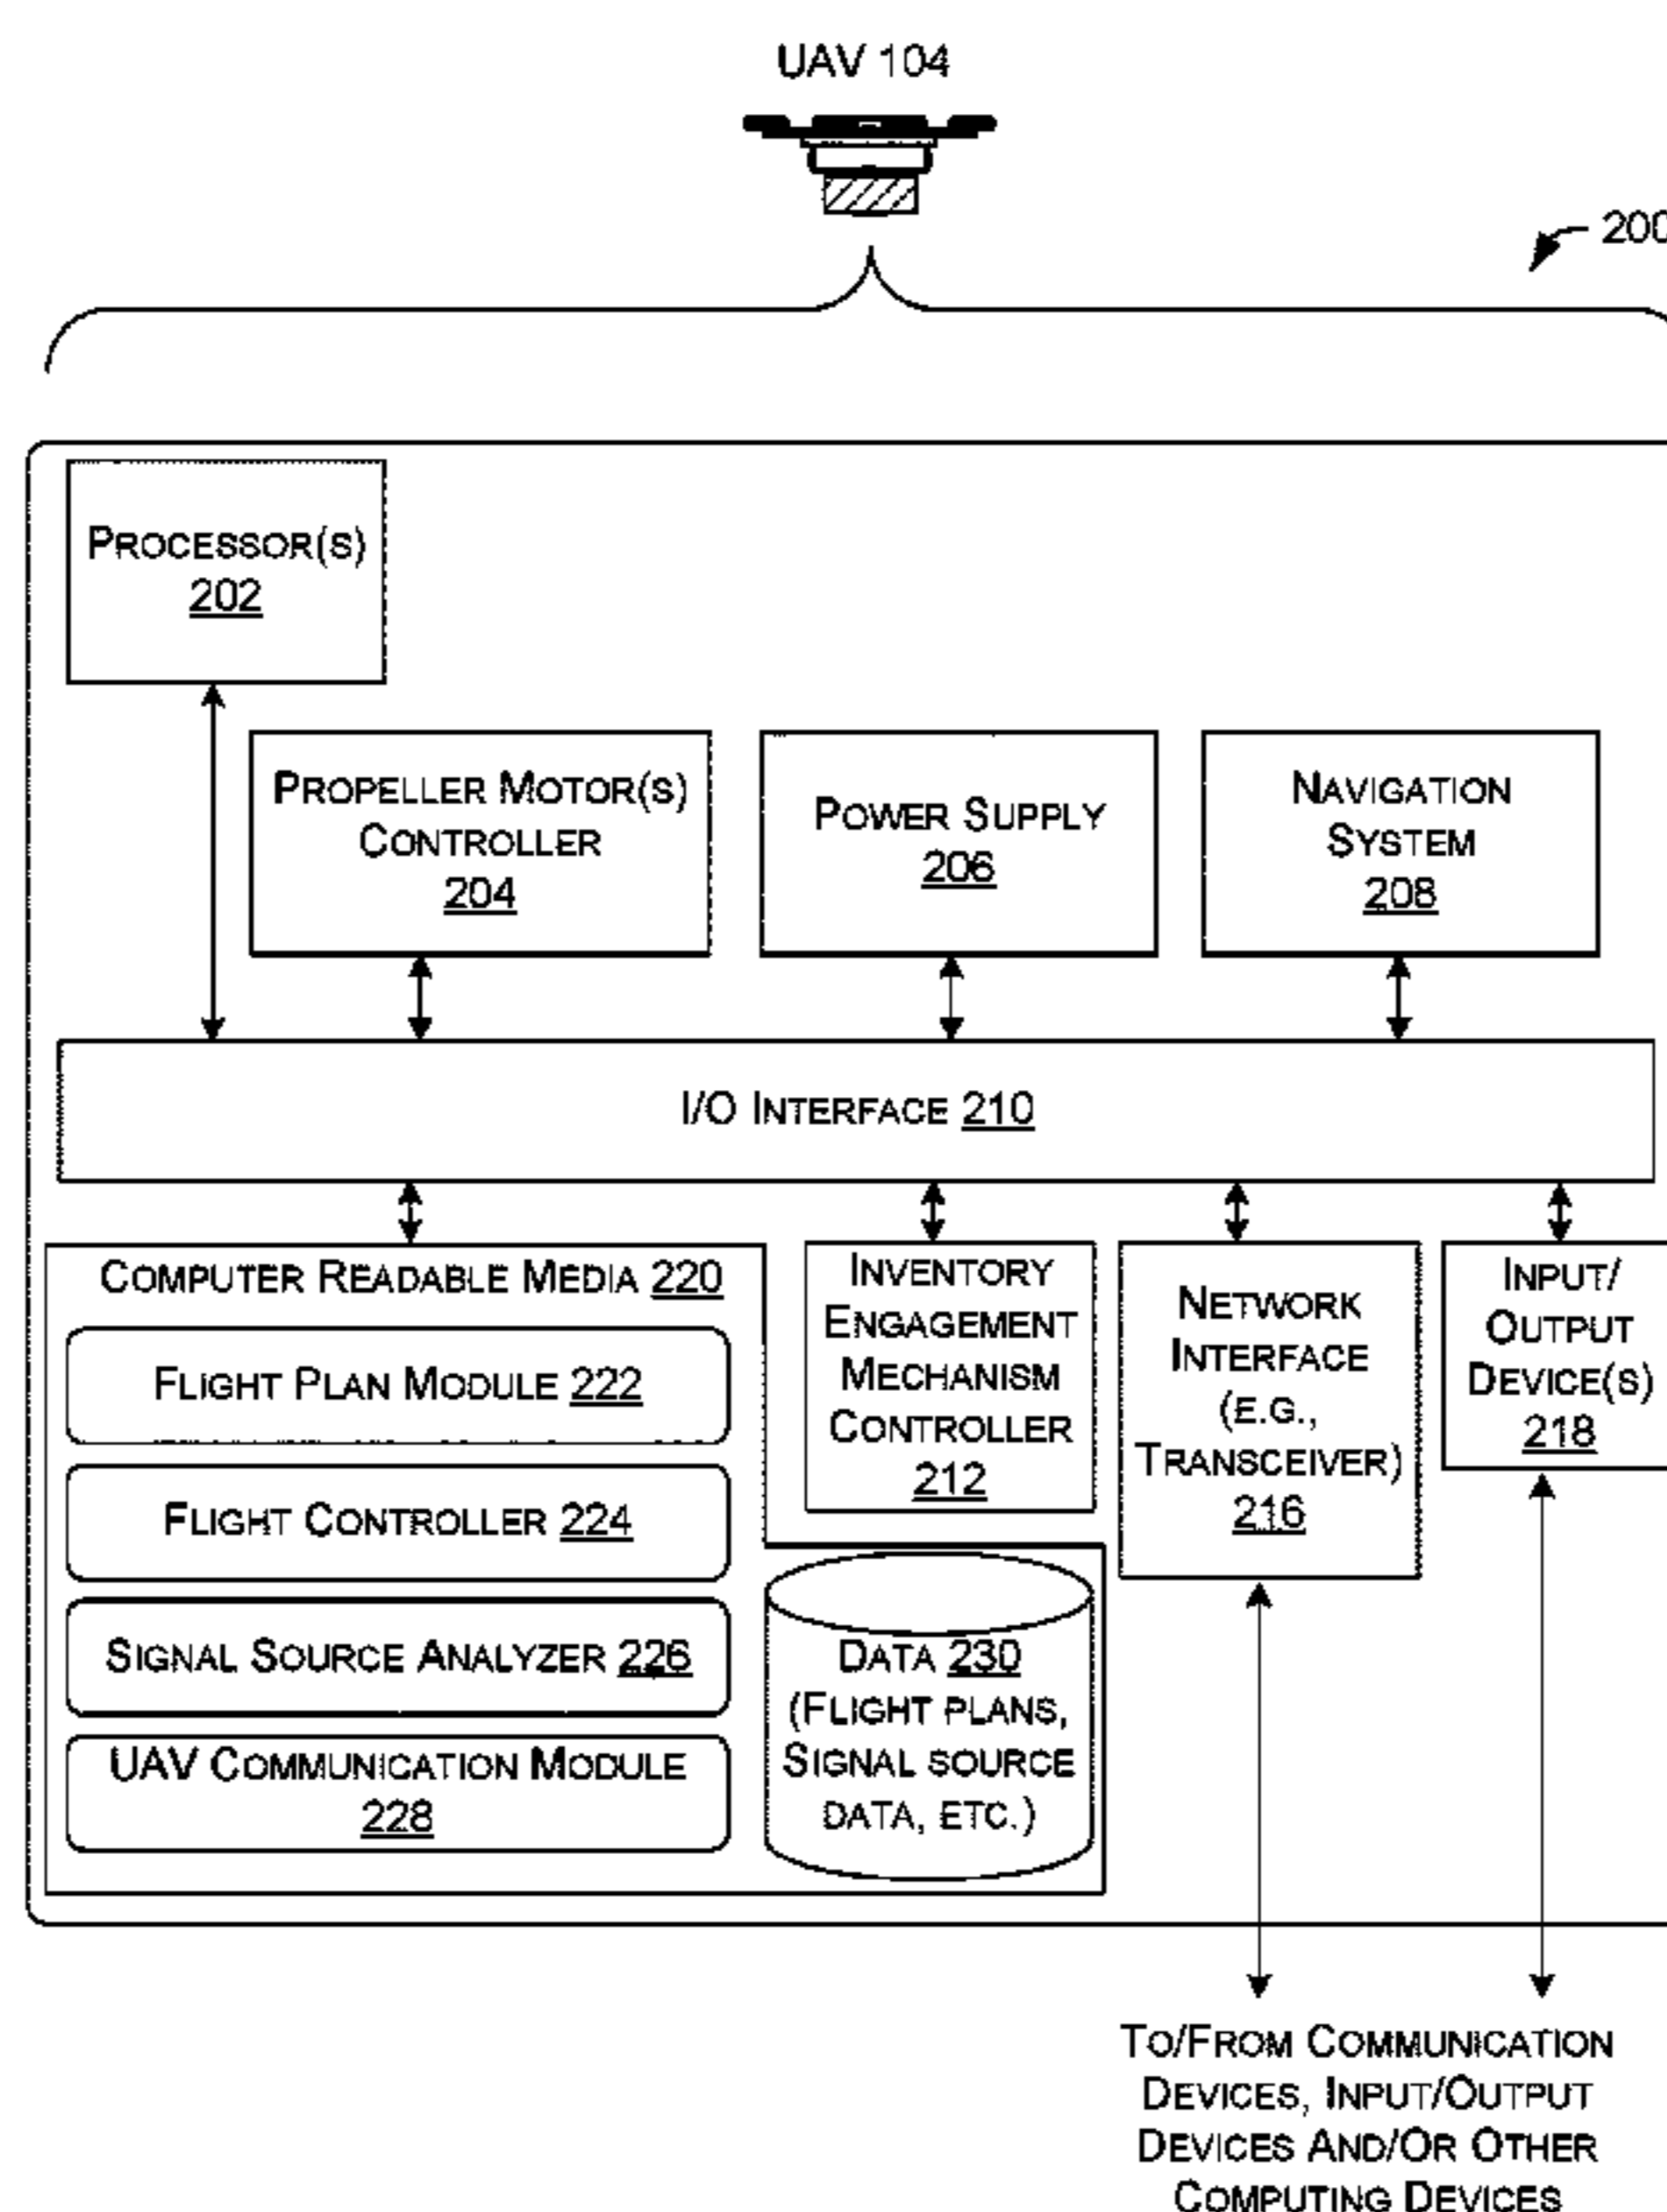 UAV 104
200
PROCESSOR(S)
202
PROPELLER MOTOR(S)
CONTROLLER
204
POWER SUPPLY
206
NAVIGATION
SYSTEM
208
I/O INTERFACE 210
COMPUTER READABLE MEDIA 220
FLIGHT PLAN MODULE 222
FLIGHT CONTROLLER 224
SIGNAL SOURCE ANALYZER 226
UAV COMMUNICATION MODULE
228
DATA 230
(FLIGHT PLANS,
SIGNAL SOURCE
DATA, ETC.)
INVENTORY
ENGAGEMENT
MECHANISM
CONTROLLER
212
NETWORK
INTERFACE
(E.G.,
TRANSCEIVER)
216
INPUT/
OUTPUT
DEVICE(S)
218
TO/FROM COMMUNICATION
DEVICES, INPUT/OUTPUT
DEVICES AND/OR OTHER
COMPUTING DEVICES